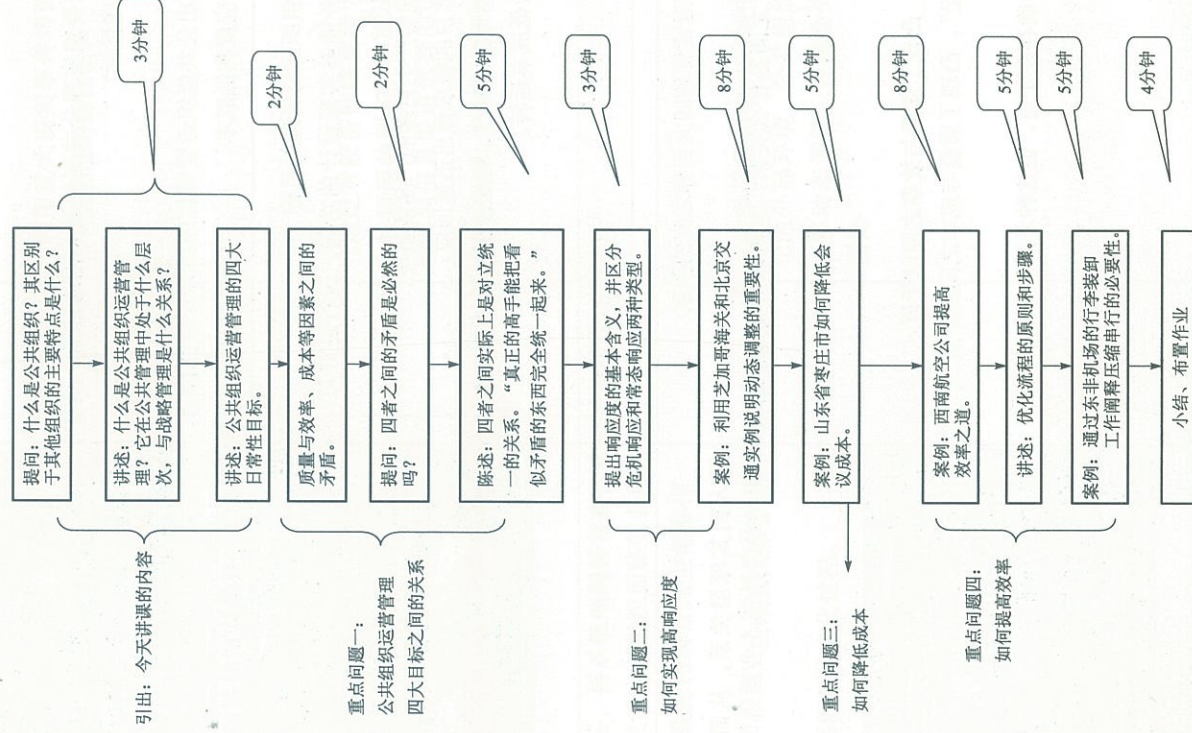 提问：什么是公共组织？其区别
于其他组织的主要特点是什么？
讲述：什么是公共组织运营管
理？它在公共管理中处于什么层
次，与战略管理是什么关系？
讲述：公共组织运营管理的四大
日常性目标。
3分钟
引出：今天讲课的内容
质量与效率、成本等因素之间的
矛盾。
2分钟
提问：四者之间的矛盾是必然的
吗？
2分钟
陈述：四者之间实际上是对立统
一的关系。“真正的高手能把看
似矛盾的东西完全统一起来。”
5分钟
重点问题一：
公共组织运营管理
四大目标之间的关系
提出响应度的基本含义，并区分
危机响应和常态响应两种类型。
3分钟
案例：利用芝加哥海关和北京交
通实例说明动态调整的重要性。
8分钟
重点问题二：
如何实现高响应度
案例：山东省枣庄市如何降低会
议成本。
5分钟
重点问题三：
如何降低成本
案例：西南航空公司提高
效率之道。
8分钟
讲述：优化流程的原则和步骤。
5分钟
案例：通过东非机场的行李装卸
工作阐释压缩串行的必要性。
5分钟
重点问题四：
如何提高效率
小结、布置作业
4分钟